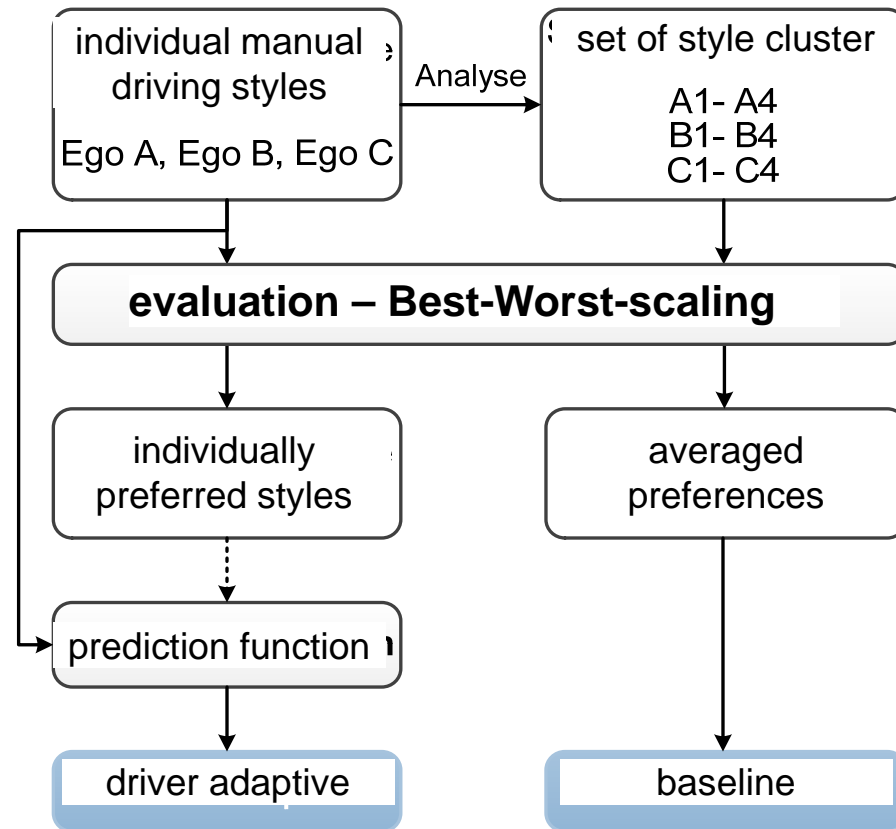 individual manual
driving styles
Ego A, Ego B, Ego C
Analyse
set of style cluster
A1- A4
B1- B4
C1- C4
evaluation – Best-Worst-scaling
individually
preferred styles
averaged
preferences
prediction function
driver adaptive
baseline